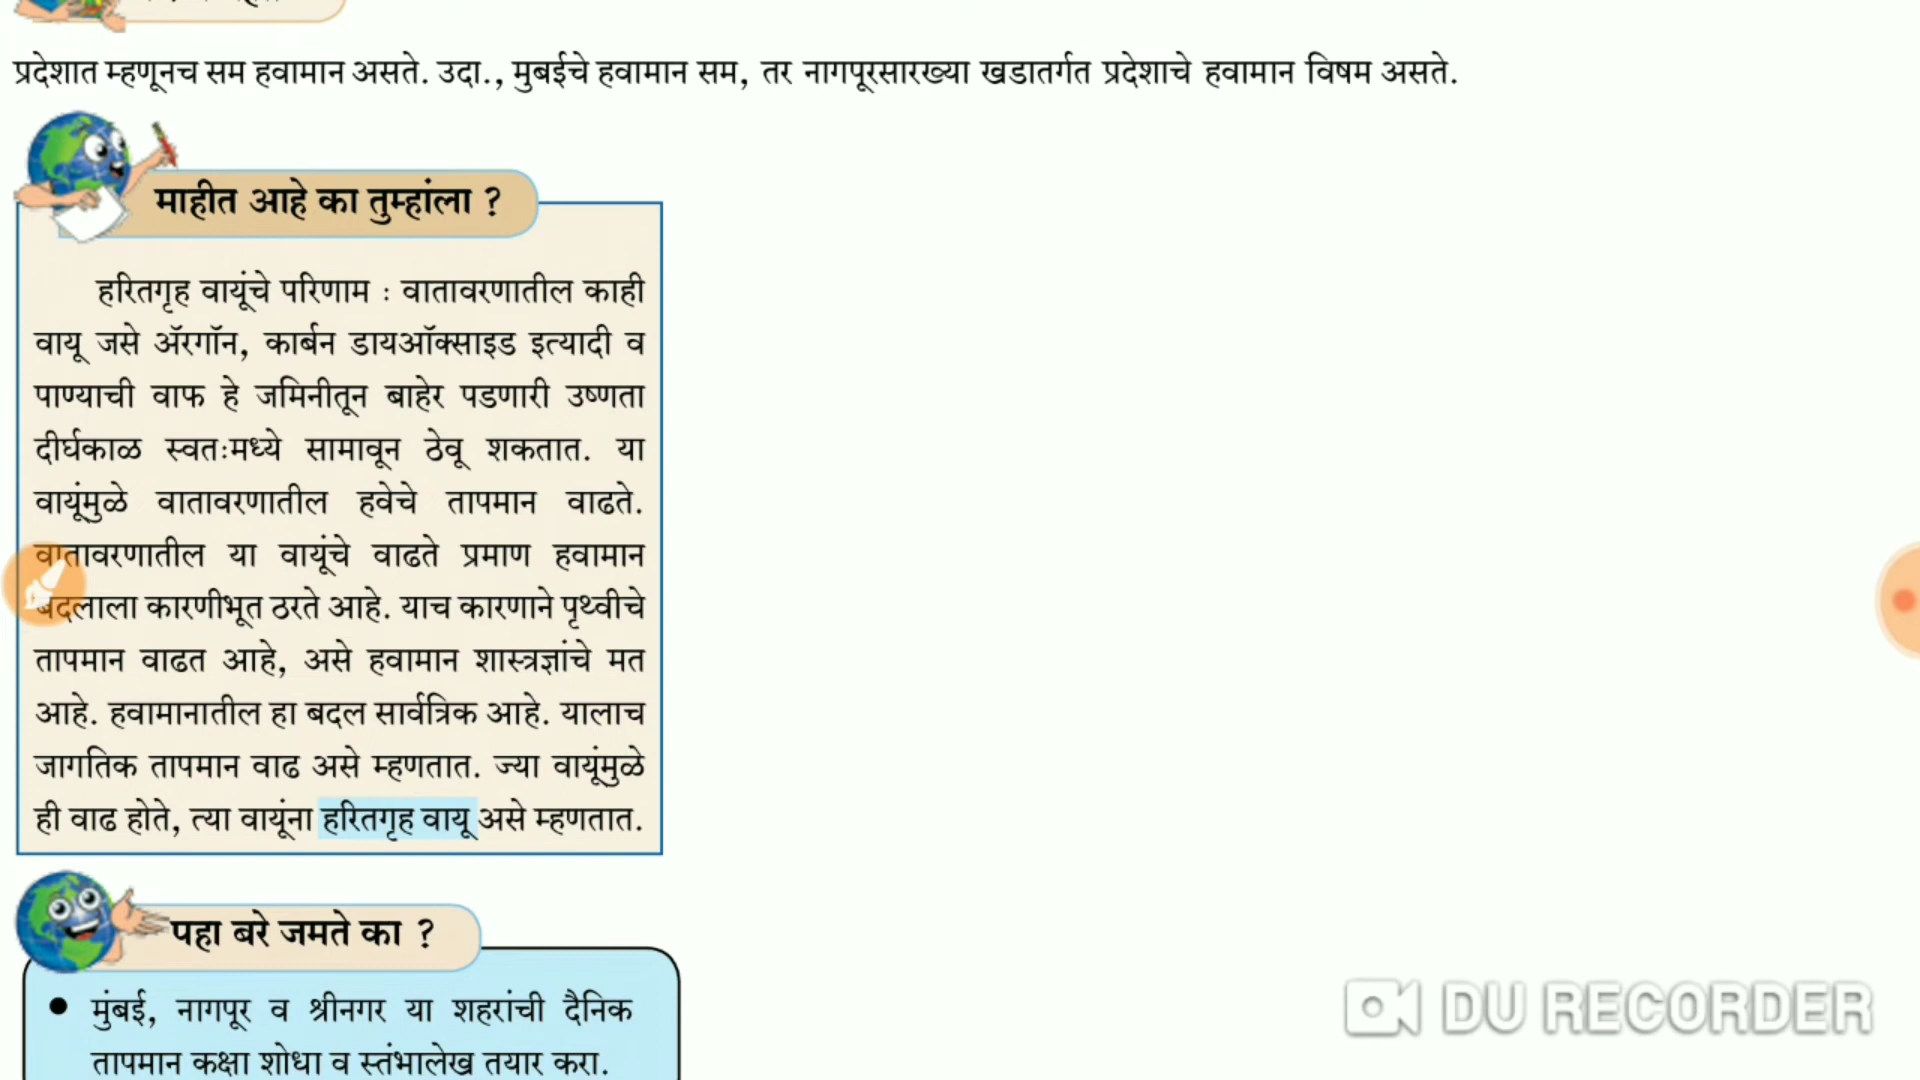 प्रदेशात म्हणूनच सम हवामान असते. उदा., मुबईचे हवामान सम, तर नागपूरसारख्या खडातर्गत प्रदेशाचे हवामान विषम असते.
माहीत आहे का तुम्हांला ?
हरितगृह वायूंचे परिणाम : वातावरणातील काही
वायू जसे ॲरगॉन, कार्बन डायऑक्साइड इत्यादी व
पाण्याची वाफ हे जमिनीतून बाहेर पडणारी उष्णता
दीर्घकाळ स्वतःमध्ये सामावून ठेवू शकतात. या
वायूंमुळे वातावरणातील हवेचे तापमान वाढते.
वातावरणातील या वायूंचे वाढते प्रमाण हवामान
बदलाला कारणीभूत ठरते आहे. याच कारणाने पृथ्वीचे
तापमान वाढत आहे, असे हवामान शास्त्रज्ञांचे मत
आहे. हवामानातील हा बदल सार्वत्रिक आहे. यालाच
जागतिक तापमान वाढ असे म्हणतात. ज्या वायूंमुळे
ही वाढ होते, त्या वायूंना हरितगृह वायू असे म्हणतात.
पहा बरे जमते का ?
● मुंबई, नागपूर व श्रीनगर या शहरांची दैनिक
तापमान कक्षा शोधा व स्तंभालेख तयार करा.
DU RECORDER